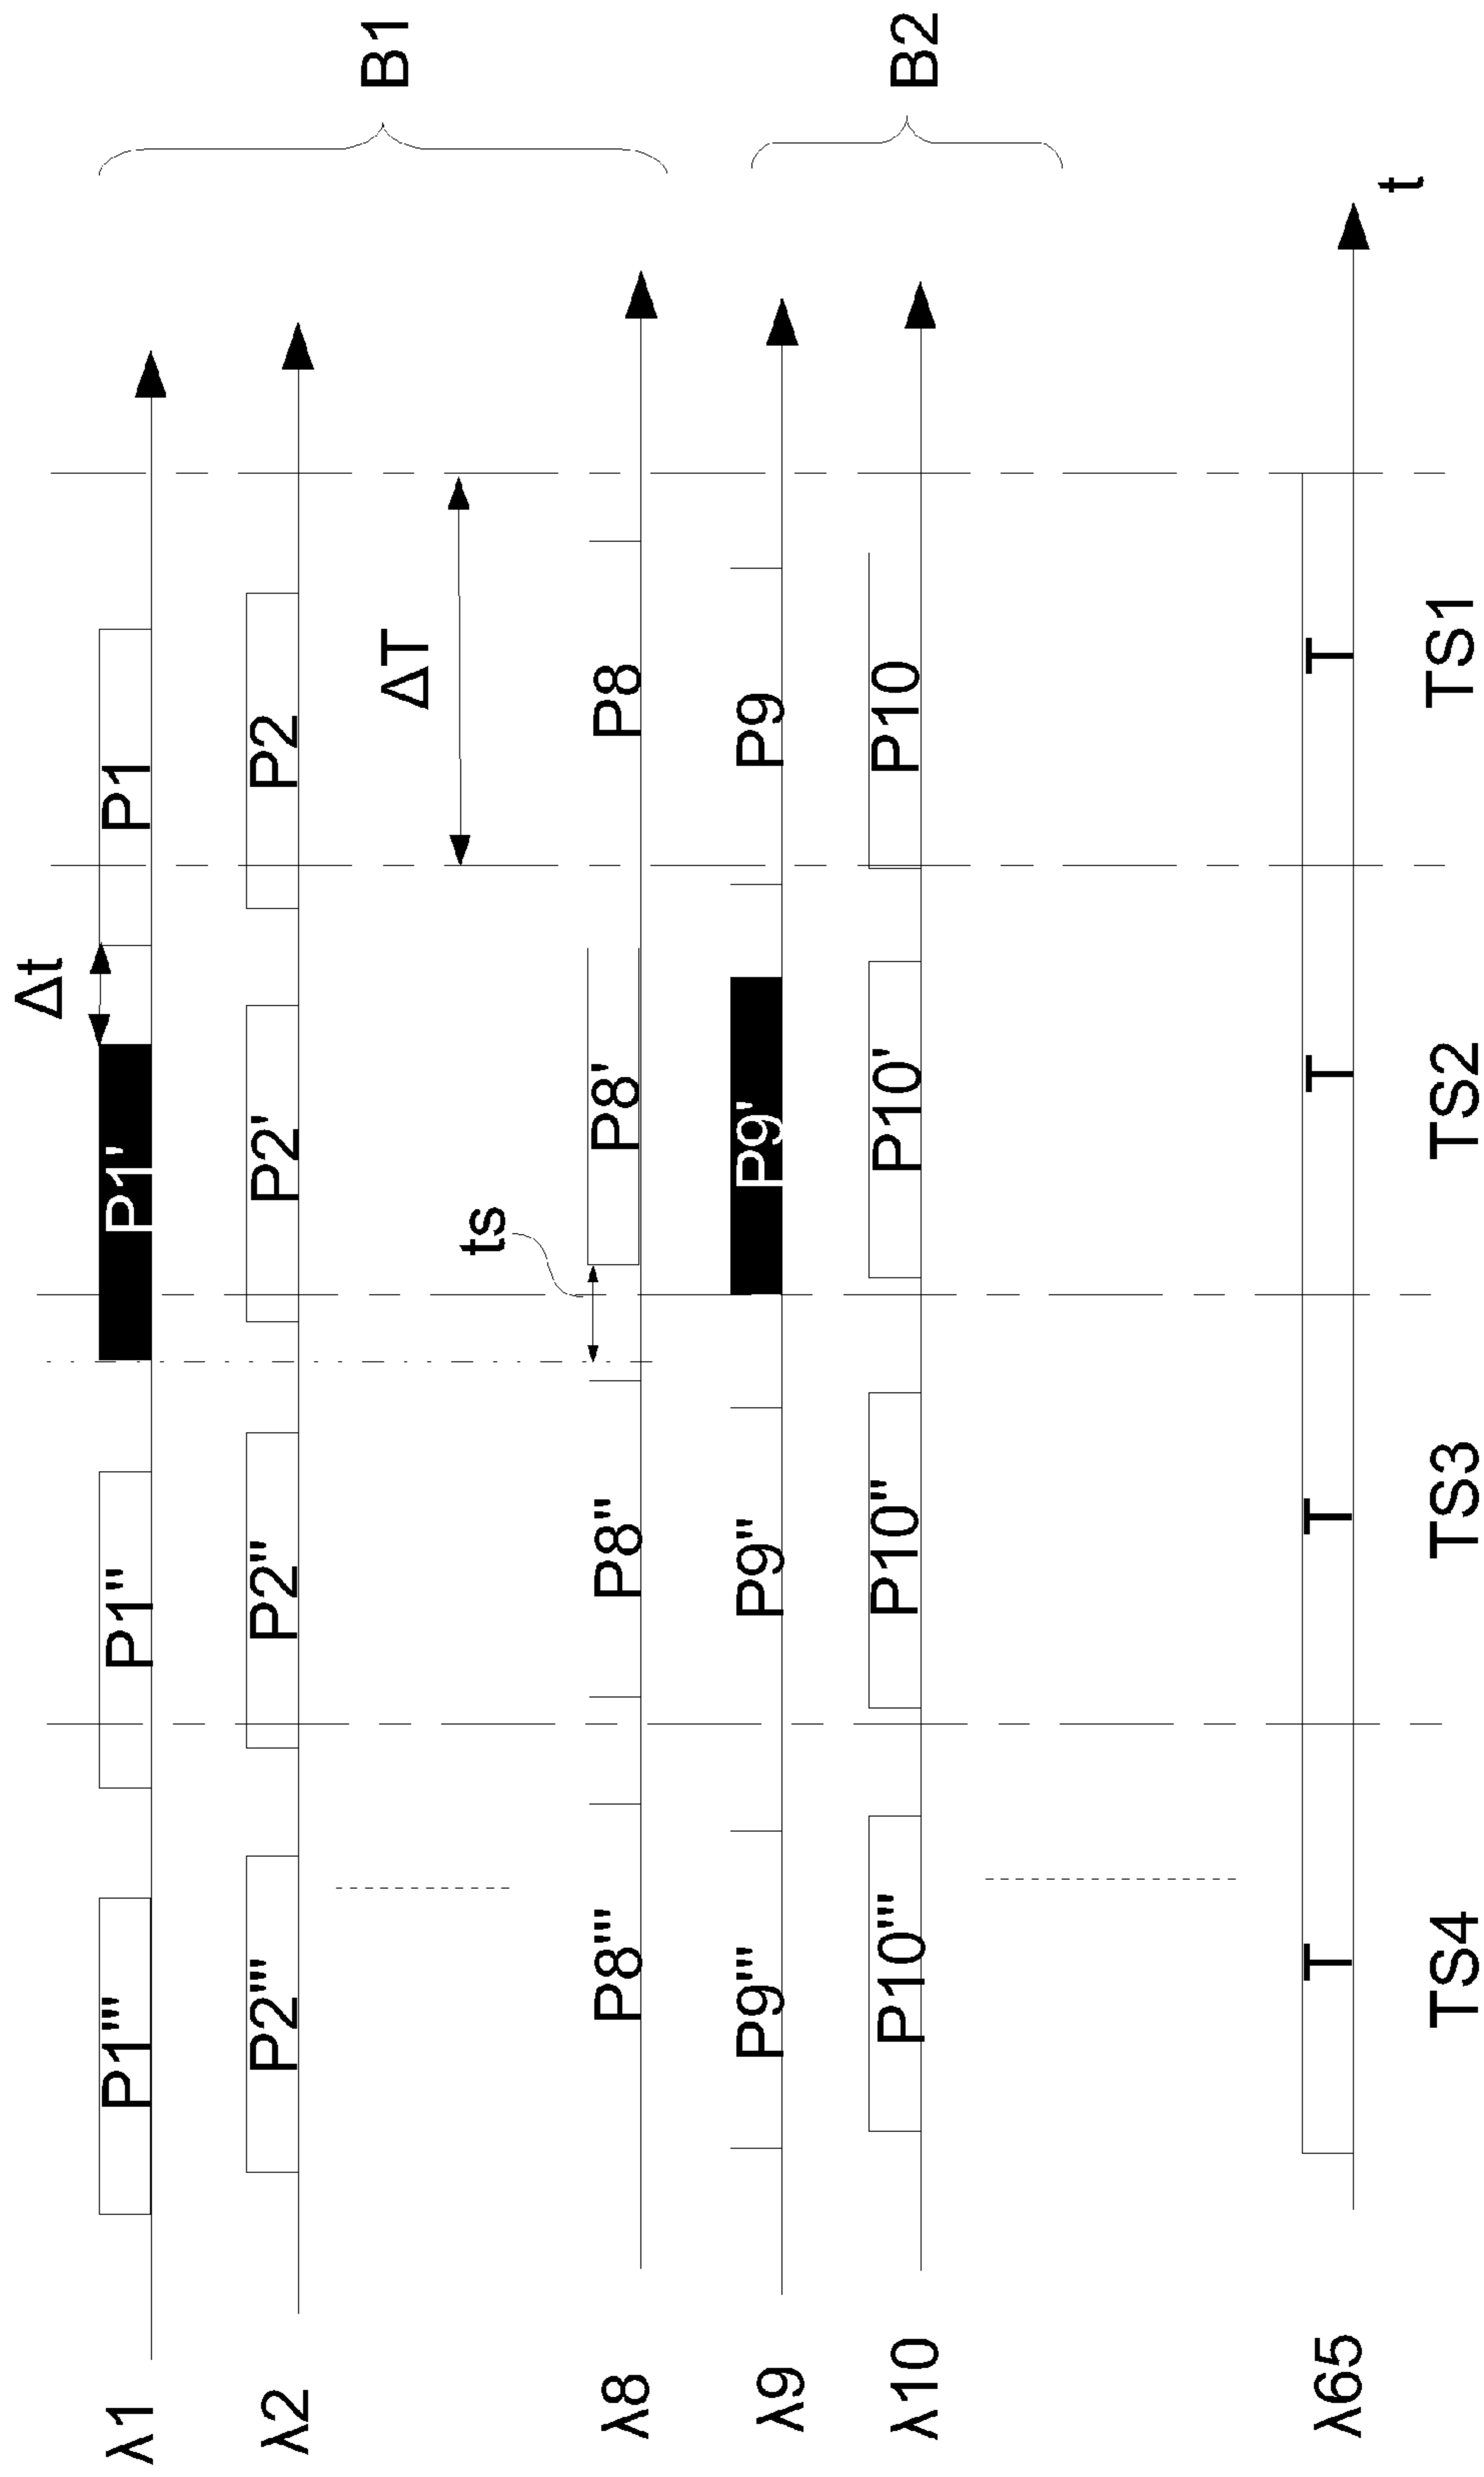 Δt
λ1 P1''' P1'' P1' P1
λ2 P2''' P2'' P2' P2
B1
ΔT
ts
λ8 P8''' P8'' P8' P8
λ9 P9''' P9'' P9' P9
λ10 P10''' P10'' P10' P10
B2
λ65 T T T T
t
TS4 TS3 TS2 TS1